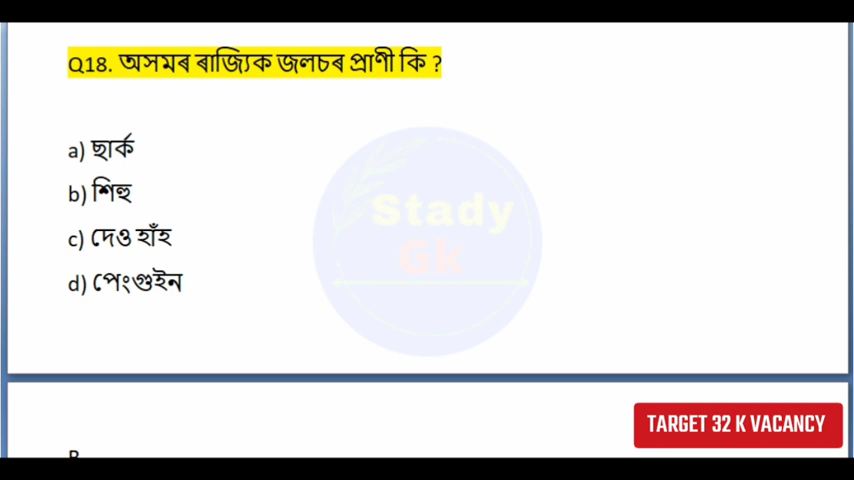 Q18. অসমৰ ৰাজ্যিক জলচৰ প্ৰাণী কি ?
a) ছাৰ্ক
b) শিহু
c) দেও হাঁহ
d) পেংগুইন
Stady
Gk
TARGET 32 K VACANCY